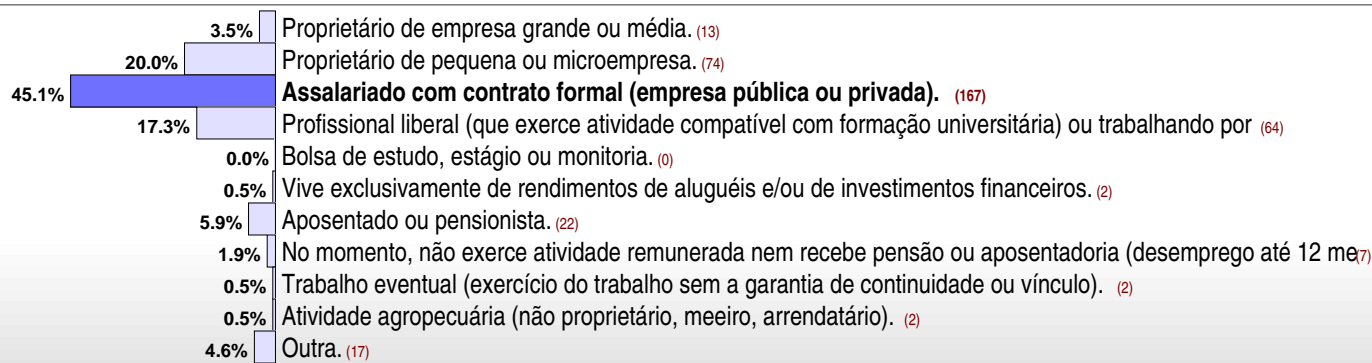 3.5% Proprietário de empresa grande ou média. (13)
20.0% Proprietário de pequena ou microempresa. (74)
45.1% Assalariado com contrato formal (empresa pública ou privada). (167)
17.3% Profissional liberal (que exerce atividade compatível com formação universitária) ou trabalhando por (64)
0.0% Bolsa de estudo, estágio ou monitoria. (0)
0.5% Vive exclusivamente de rendimentos de aluguéis e/ou de investimentos financeiros. (2)
5.9% Aposentado ou pensionista. (22)
1.9% No momento, não exerce atividade remunerada nem recebe pensão ou aposentadoria (desemprego até 12 me(7)
0.5% Trabalho eventual (exercício do trabalho sem a garantia de continuidade ou vínculo). (2)
0.5% Atividade agropecuária (não proprietário, meeiro, arrendatário). (2)
4.6% Outra. (17)